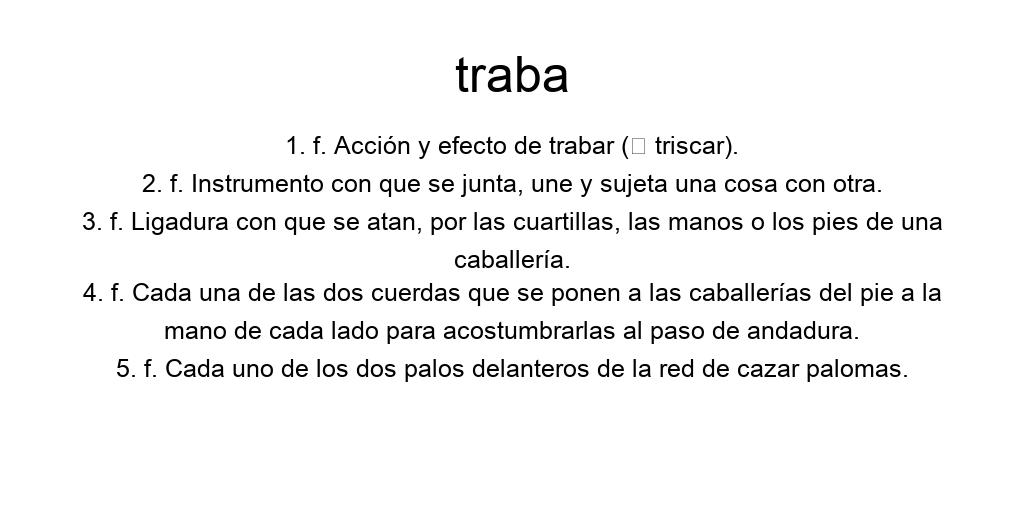 traba
1. f. Acción y efecto de trabar (□ triscar).
2. f. Instrumento con que se junta, une y sujeta una cosa con otra.
3. f. Ligadura con que se atan, por las cuartillas, las manos o los pies de una
caballería.
4. f. Cada una de las dos cuerdas que se ponen a las caballerías del pie a la
mano de cada lado para acostumbrarlas al paso de andadura.
5. f. Cada uno de los dos palos delanteros de la red de cazar palomas.